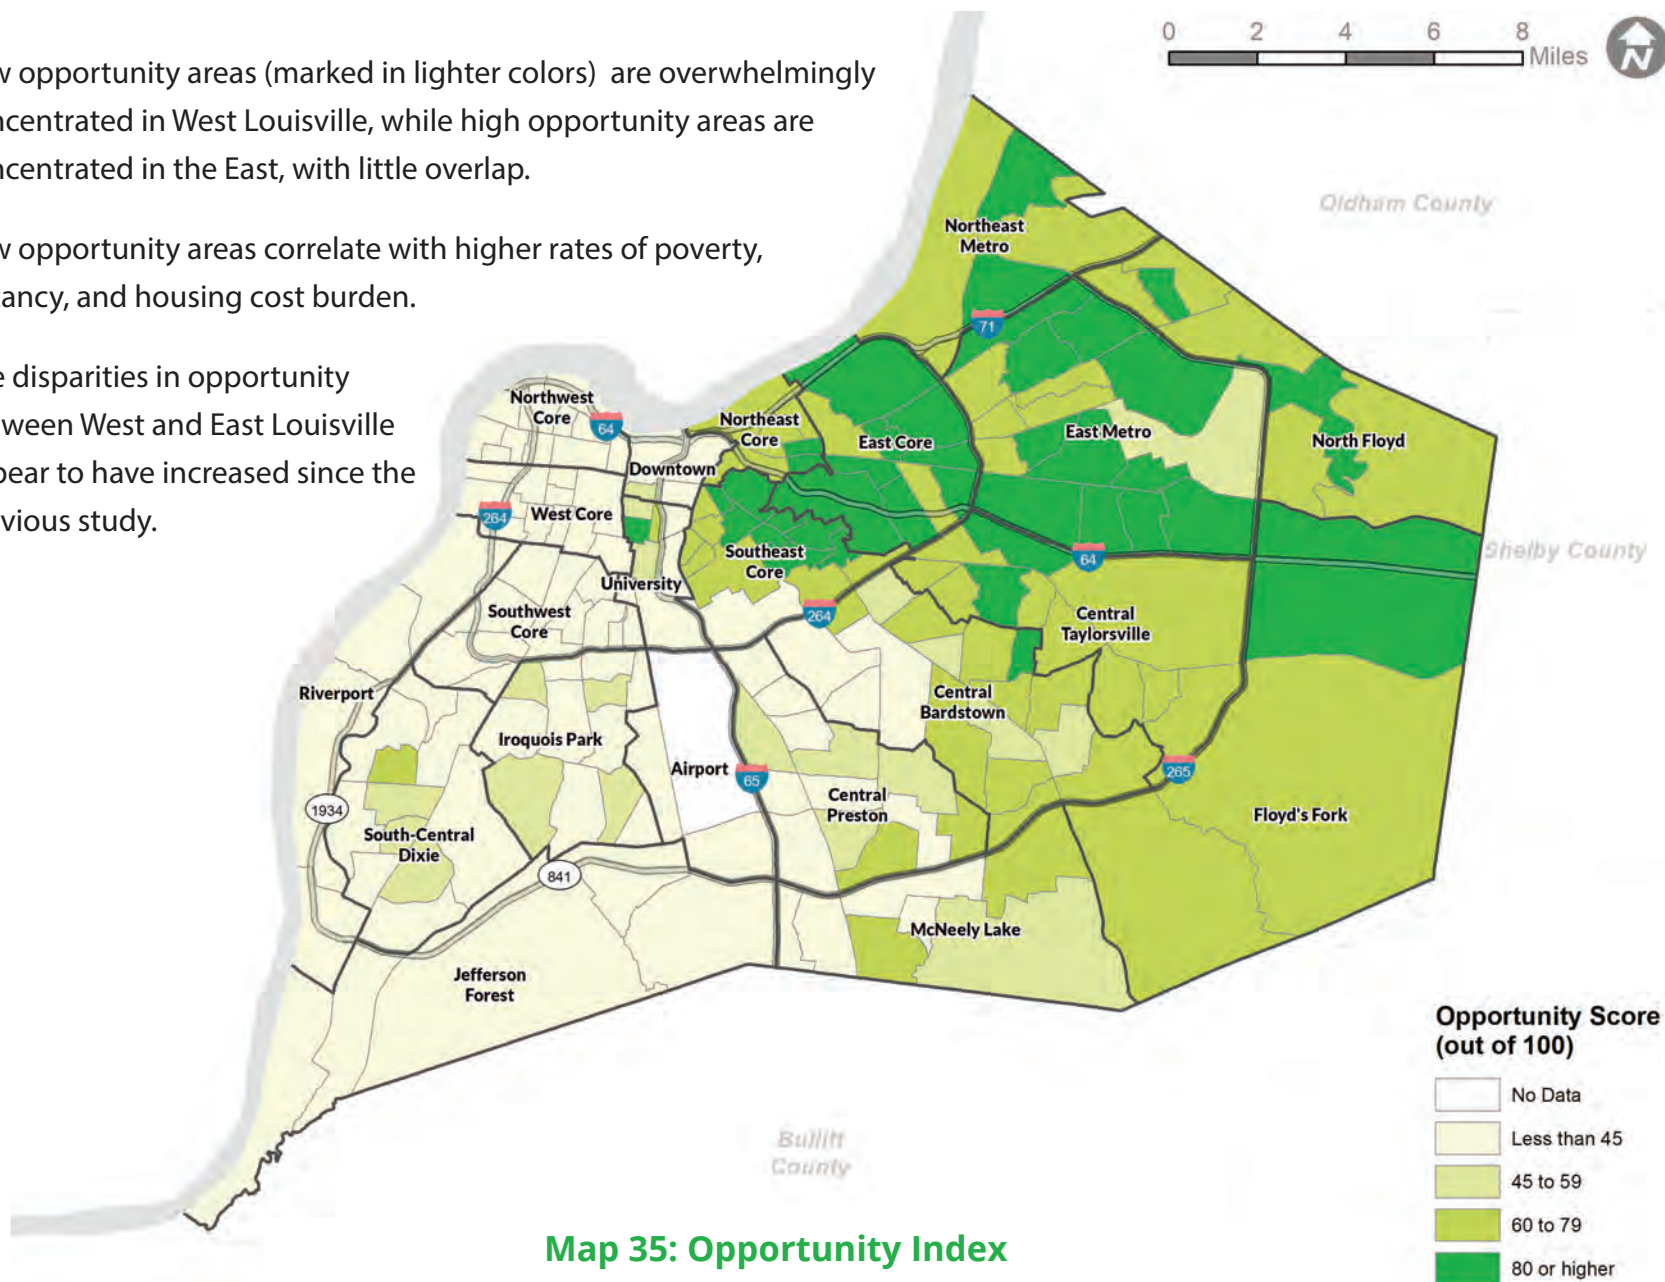 w opportunity areas (marked in lighter colors) are overwhelmingly
ncentrated in West Louisville, while high opportunity areas are
ncentrated in the East, with little overlap.
w opportunity areas correlate with higher rates of poverty,
ancy, and housing cost burden.
e disparities in opportunity
ween West and East Louisville
pear to have increased since the
vious study.
0 2 4 6 8
Miles
N
Oldham County
Northeast
Metro
71
Northwest
Core
64
Northeast
Core
East Core
East Metro
North Floyd
Downtown
264
West Core
Southeast
Core
64
Shelby County
University
Southwest
Core
264
Central
Taylorsville
Riverport
Central
Bardstown
Iroquois Park
Airport
65
265
1934
Central
Preston
Floyd's Fork
South-Central
Dixie
841
McNeely Lake
Jefferson
Forest
Bullitt
County
Opportunity Score
(out of 100)
No Data
Less than 45
45 to 59
60 to 79
80 or higher
Map 35: Opportunity Index